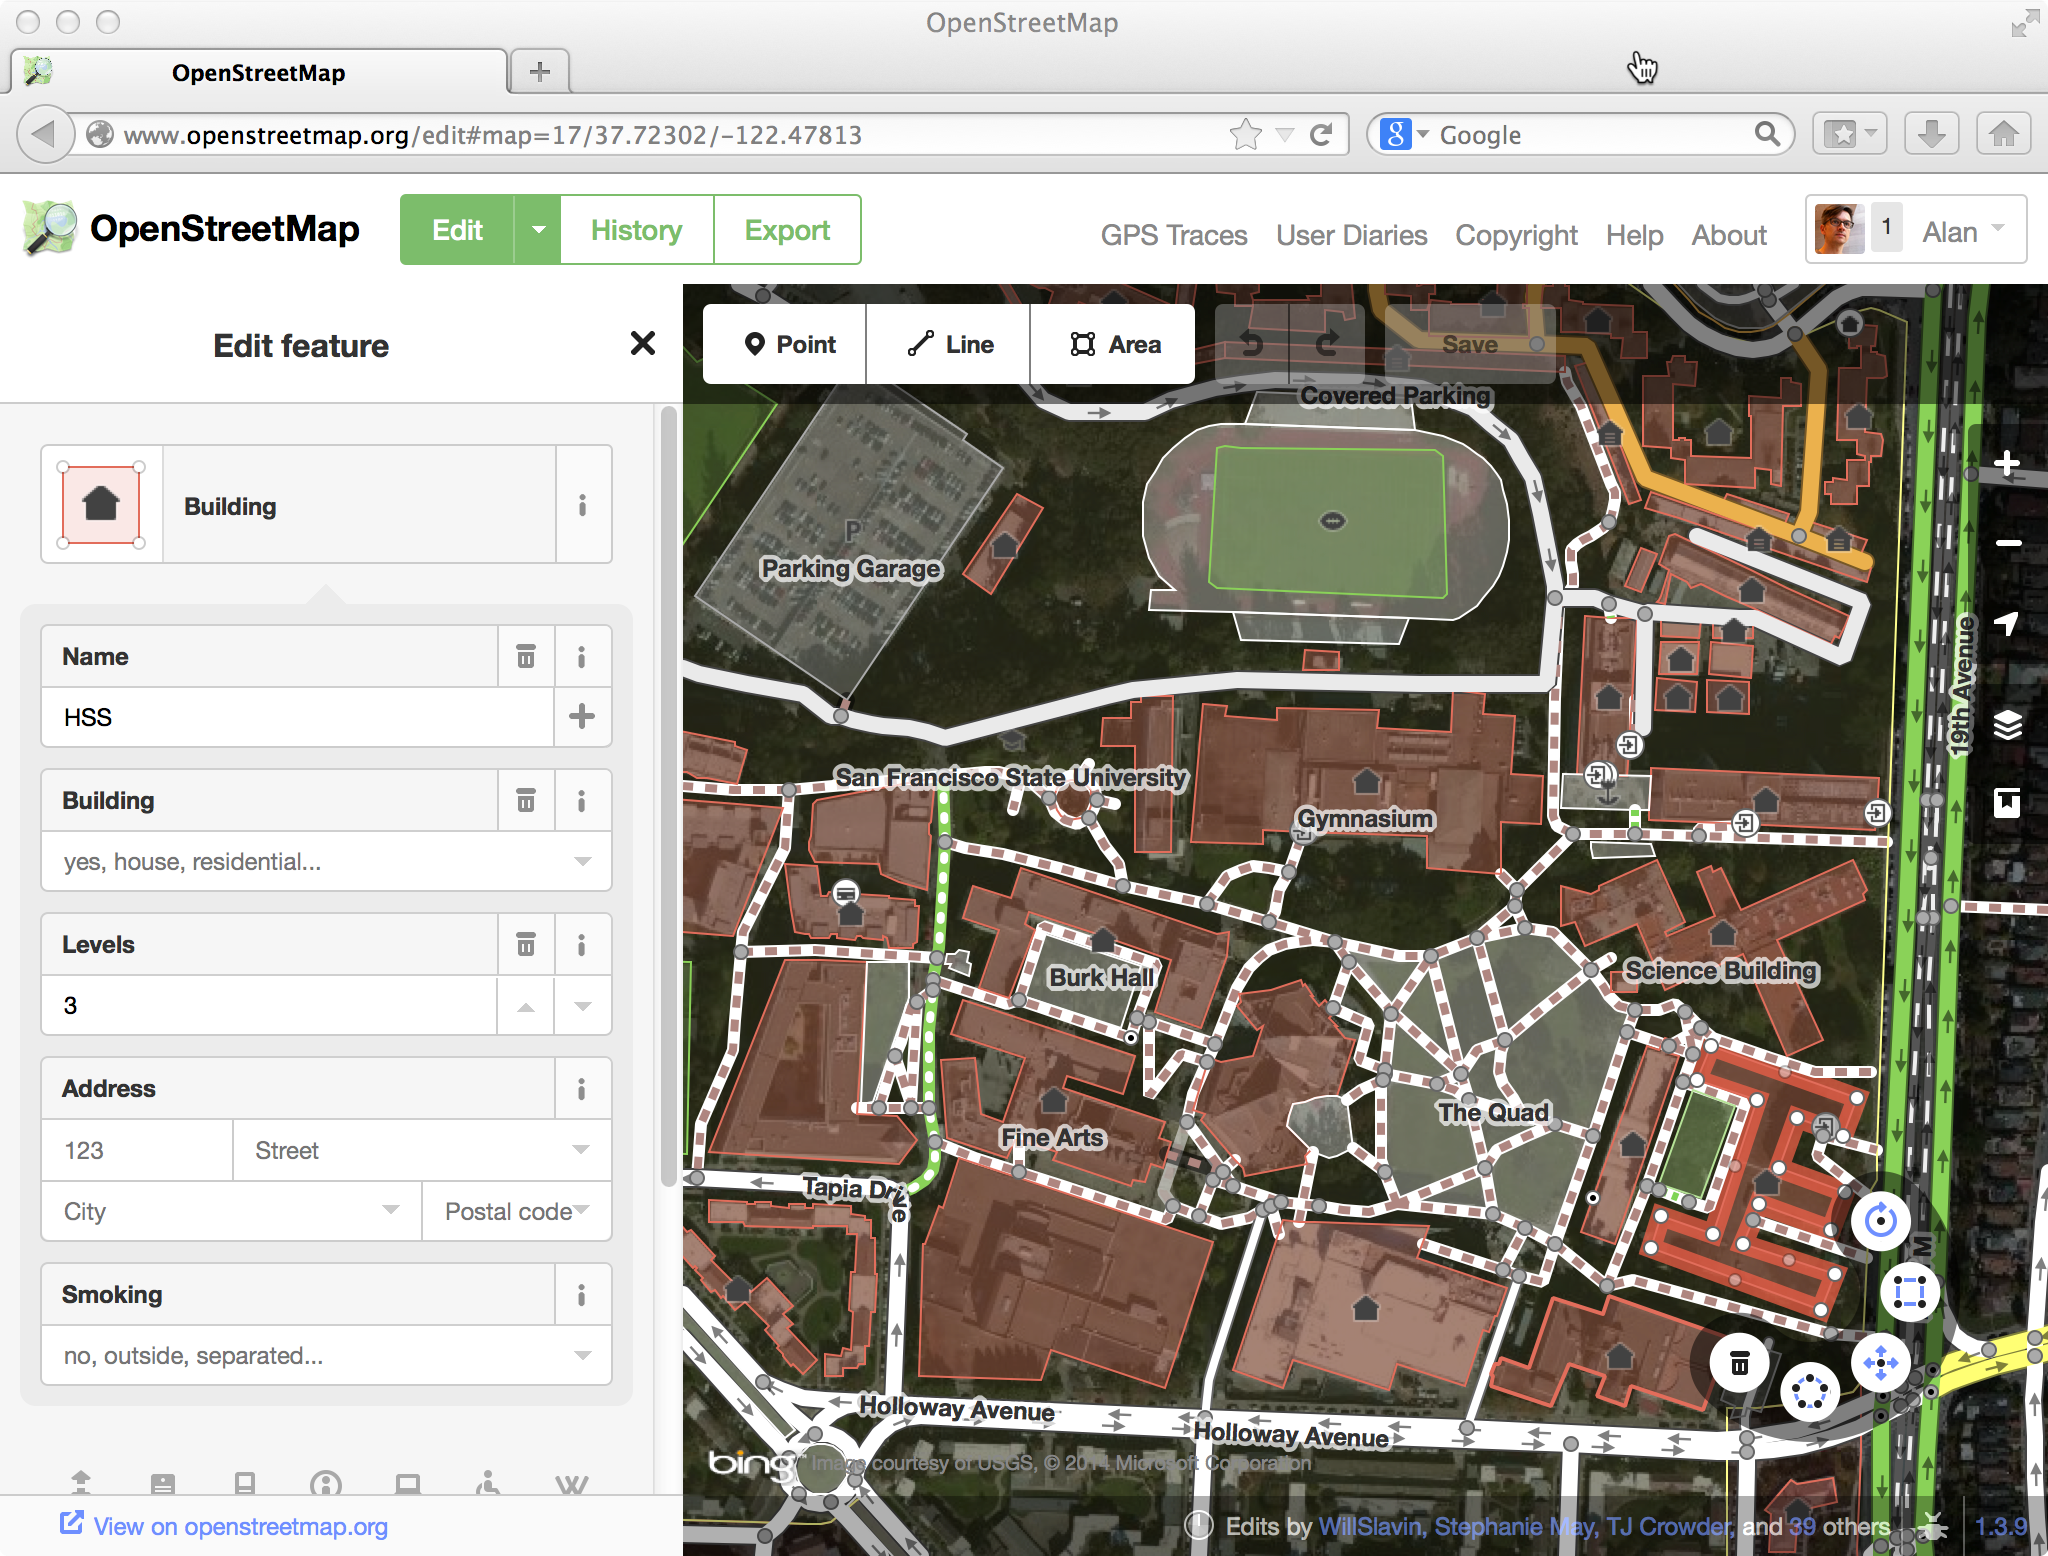 OpenStreetMap
OpenStreetMap
www.openstreetmap.org/edit#map=17/37.72302/-122.47813
g
Google
OpenStreetMap
Edit
History
Export
GPS Traces
User Diaries
Copyright
Help
About
1
Alan
Edit feature
Point
Line
Area
Save
Building
Name
HSS
Building
yes, house, residential...
Levels
3
Address
123
Street
City
Postal code
Smoking
no, outside, separated...
View on openstreetmap.org
Covered Parking
P
Parking Garage
19th Avenue
San Francisco State University
Gymnasium
Burk Hall
Science Building
The Quad
Fine Arts
Tapia Drive
M
Holloway Avenue
Holloway Avenue
bing
Image courtesy of USGS, © 2014 Microsoft Corporation
Edits by WillSlavin, Stephanie May, TJ Crowder, and 39 others
1.3.9